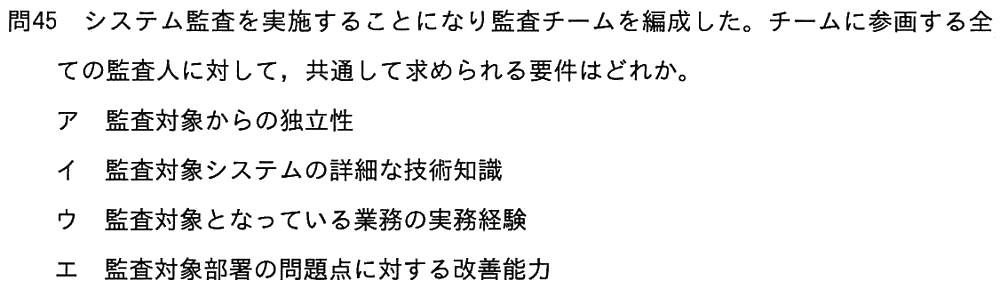 問45 システム監査を実施することになり監査チームを編成した。チームに参画する全
ての監査人に対して，共通して求められる要件はどれか。
ア 監査対象からの独立性
イ 監査対象システムの詳細な技術知識
ウ 監査対象となっている業務の実務経験
エ 監査対象部署の問題点に対する改善能力